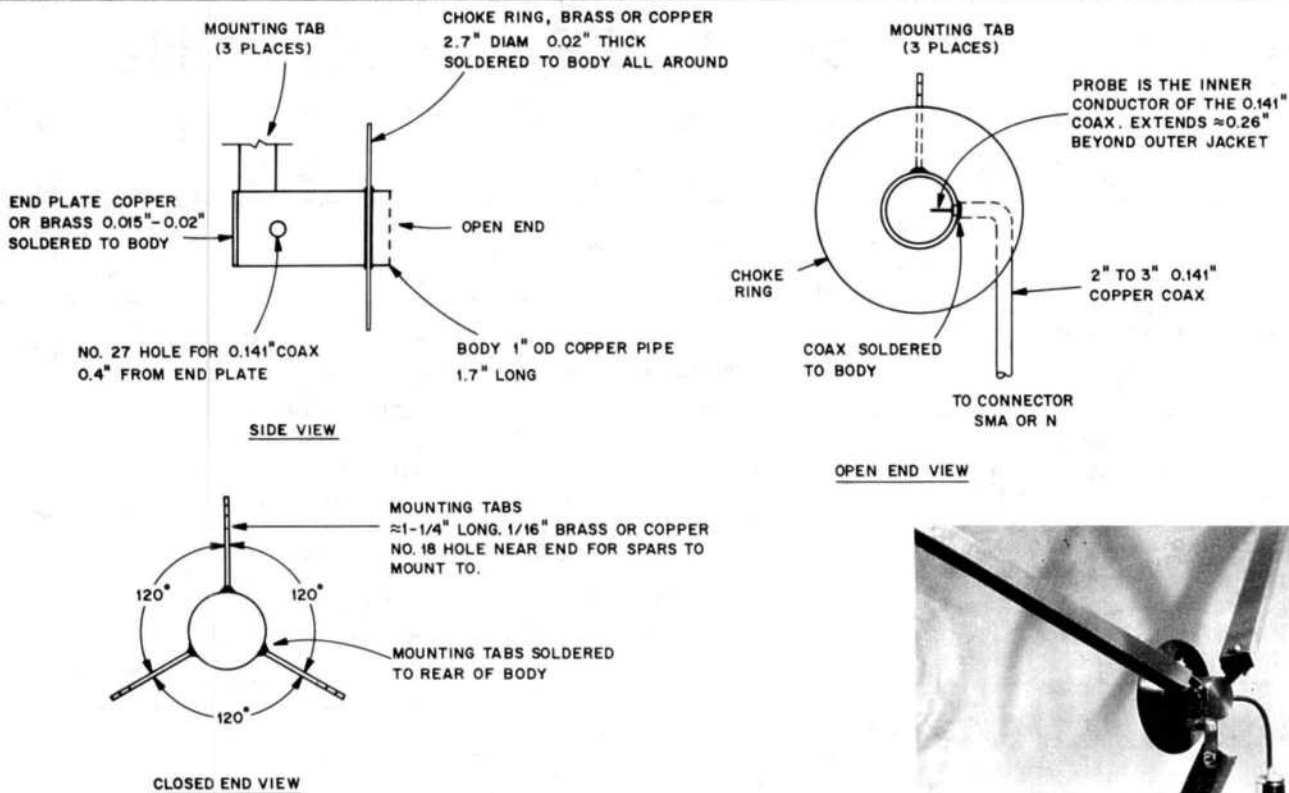 MOUNTING TAB
(3 PLACES)
CHOKE RING, BRASS OR COPPER
2.7" DIAM 0.02" THICK
SOLDERED TO BODY ALL AROUND
END PLATE COPPER
OR BRASS 0.015"-0.02"
SOLDERED TO BODY
OPEN END
NO. 27 HOLE FOR 0.141" COAX
0.4" FROM END PLATE
BODY 1" OD COPPER PIPE
1.7" LONG
SIDE VIEW
MOUNTING TAB
(3 PLACES)
PROBE IS THE INNER
CONDUCTOR OF THE 0.141"
COAX. EXTENDS ≈0.26"
BEYOND OUTER JACKET
CHOKE
RING
2" TO 3" 0.141"
COPPER COAX
COAX SOLDERED
TO BODY
TO CONNECTOR
SMA OR N
OPEN END VIEW
MOUNTING TABS
≈1-1/4" LONG. 1/16" BRASS OR COPPER
NO. 18 HOLE NEAR END FOR SPARS TO
MOUNT TO.
120°
120°
120°
MOUNTING TABS SOLDERED
TO REAR OF BODY
CLOSED END VIEW